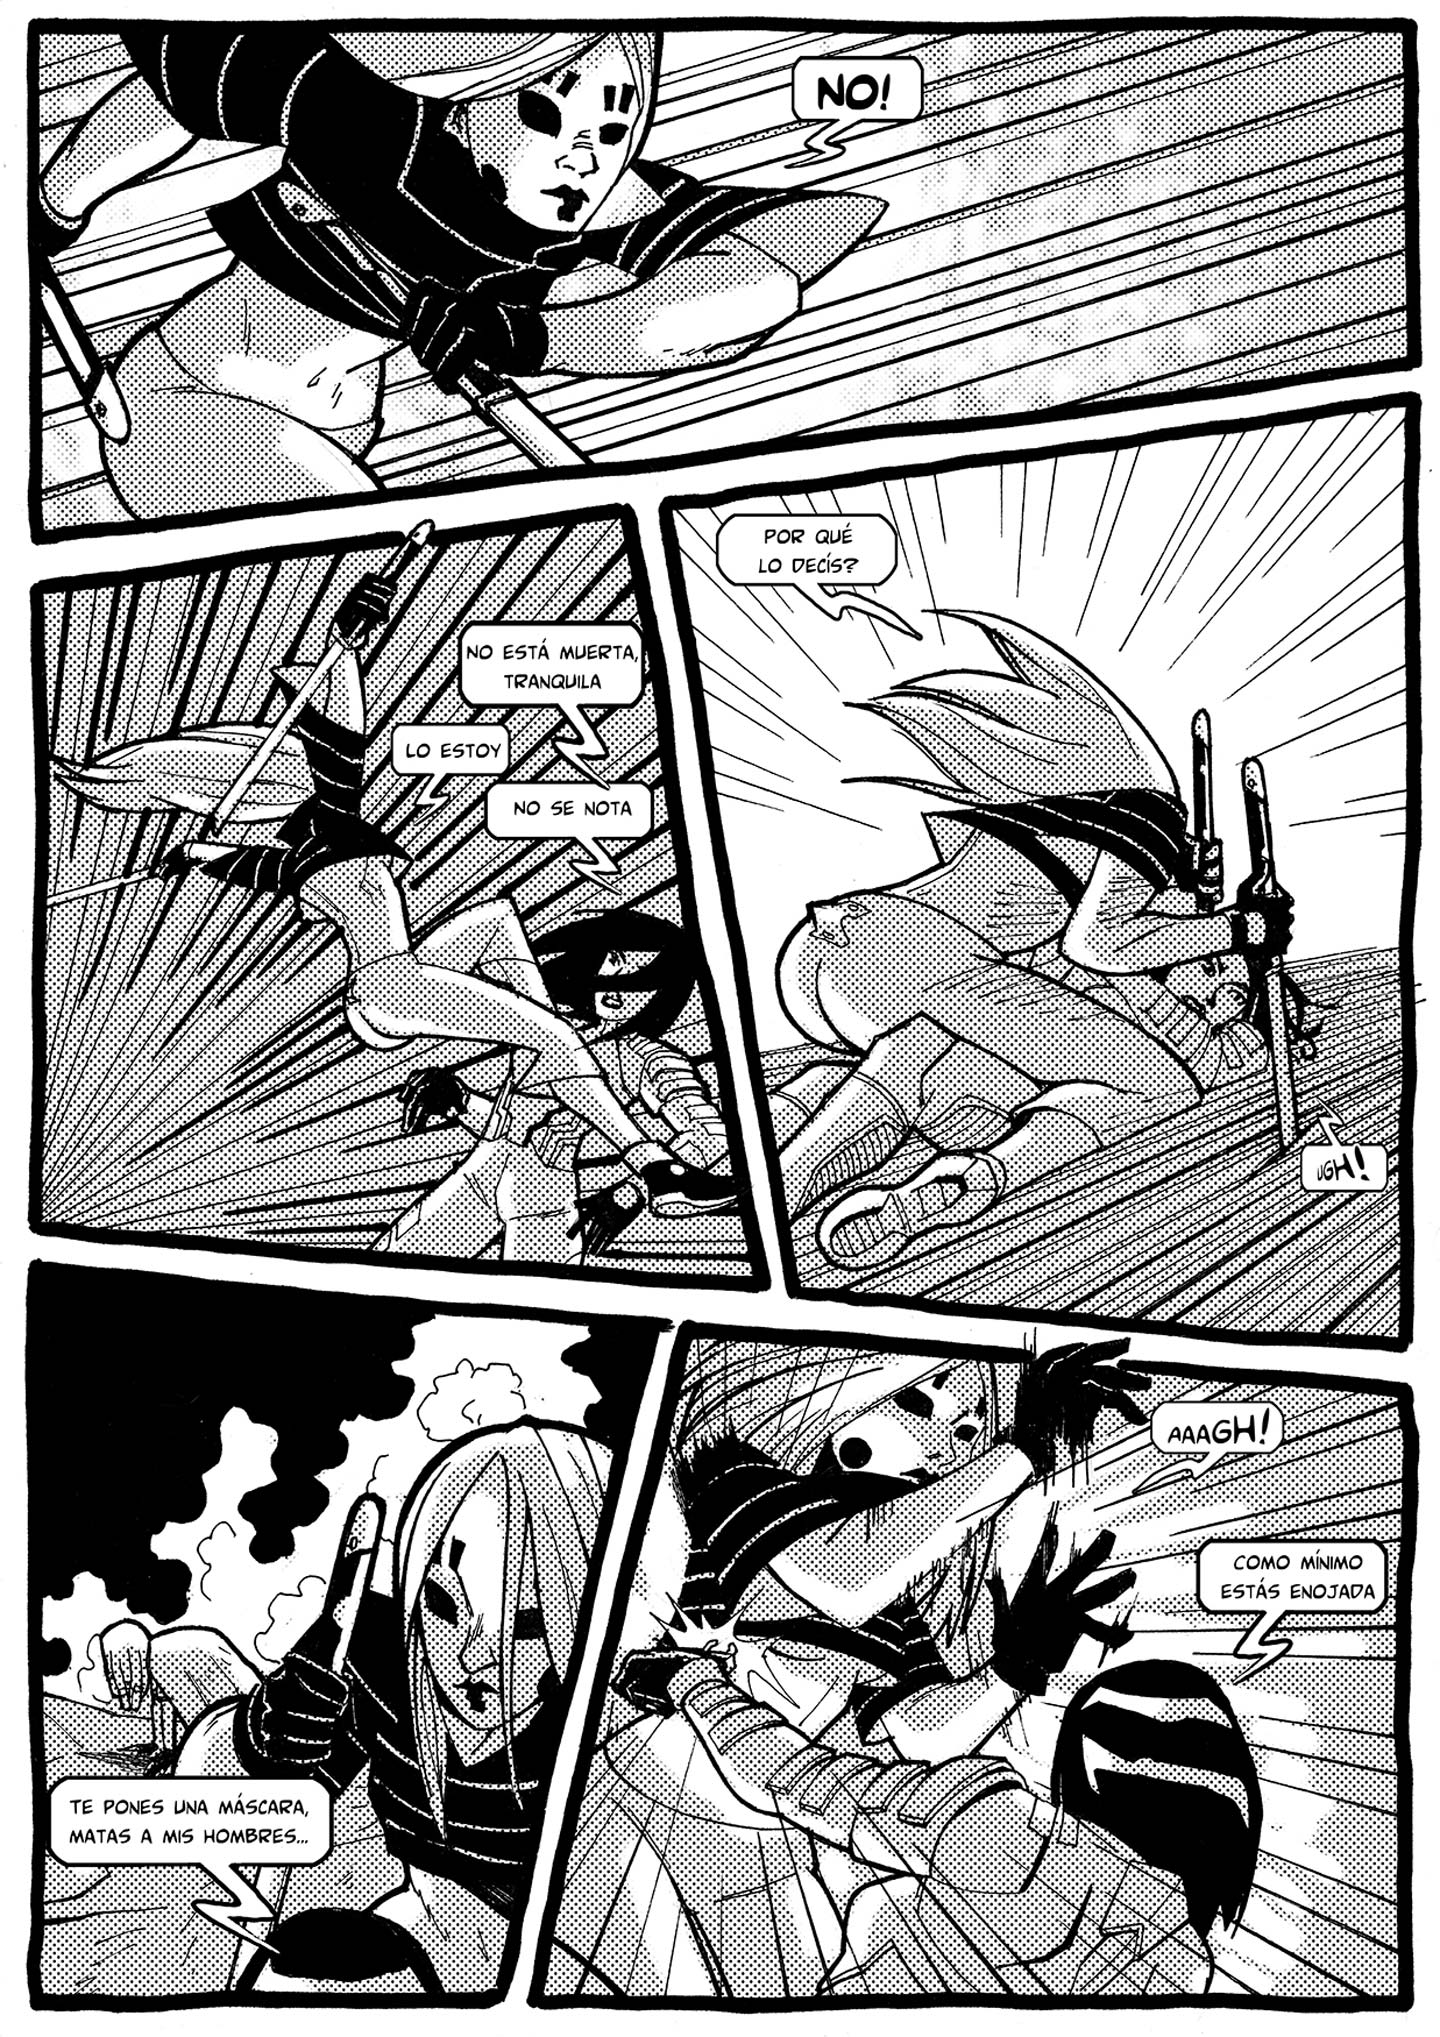 NO!
NO ESTÁ MUERTA,
TRANQUILA
LO ESTOY
NO SE NOTA
POR QUÉ
LO DECÍS?
UGH!
TE PONES UNA MÁSCARA,
MATAS A MIS HOMBRES...
AAAGH!
COMO MÍNIMO
ESTÁS ENOJADA